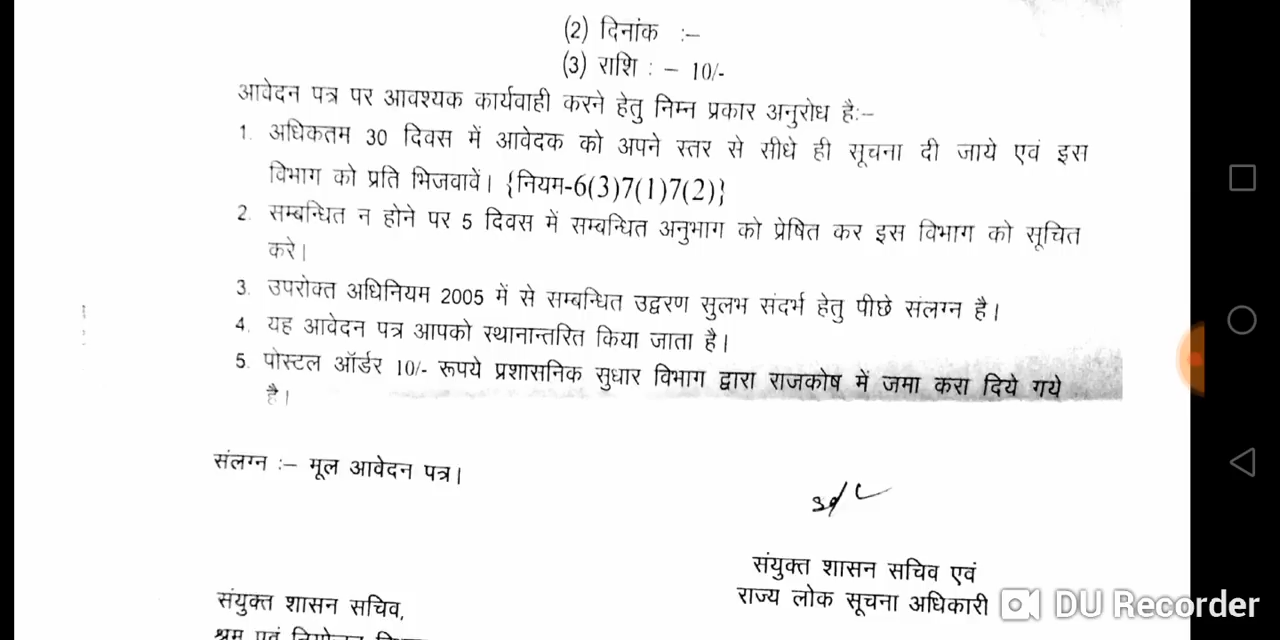 (2) दिनांक :–
(3) राशि : – 10/-
आवेदन पत्र पर आवश्यक कार्यवाही करने हेतु निम्न प्रकार अनुरोध है:–
1. अधिकतम 30 दिवस में आवेदक को अपने स्तर से सीधे ही सूचना दी जाये एवं इस
विभाग को प्रति भिजवावें। {नियम-6(3)7(1)7(2)}
2. सम्बन्धित न होने पर 5 दिवस में सम्बन्धित अनुभाग को प्रेषित कर इस विभाग को सूचित
करे।
3. उपरोक्त अधिनियम 2005 में से सम्बन्धित उद्वरण सुलभ संदर्भ हेतु पीछे संलग्न है।
4. यह आवेदन पत्र आपको स्थानान्तरित किया जाता है।
5. पोस्टल ऑर्डर 10/- रूपये प्रशासनिक सुधार विभाग द्वारा राजकोष में जमा करा दिये गये
है।
संलग्न :– मूल आवेदन पत्र।
संयुक्त शासन सचिव एवं
राज्य लोक सूचना अधिकारी
संयुक्त शासन सचिव,
श्रम एवं
DU Recorder